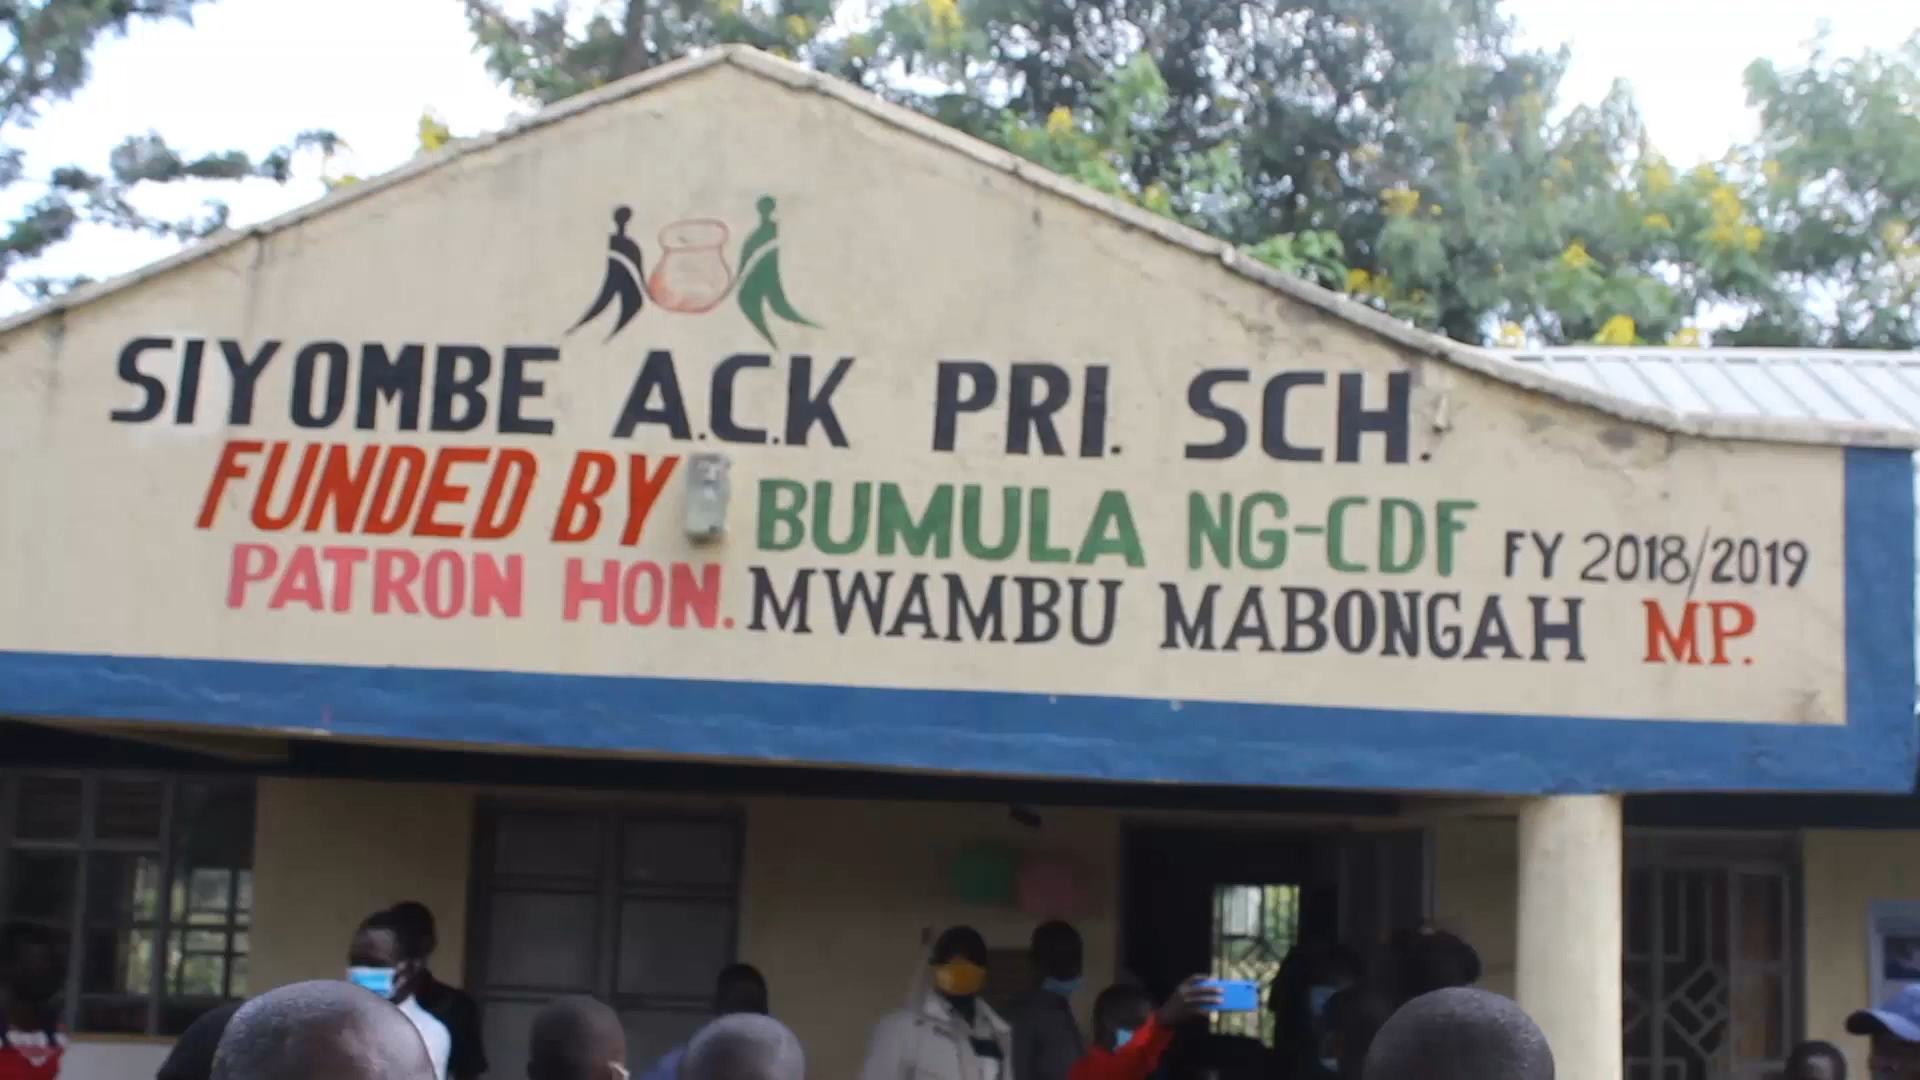 SIYOMBE A.C.K PRI. SCH.
FUNDED BY BUMULA NG-CDF FY 2018/2019
PATRON HON. MWAMBU MABONGAH MP.